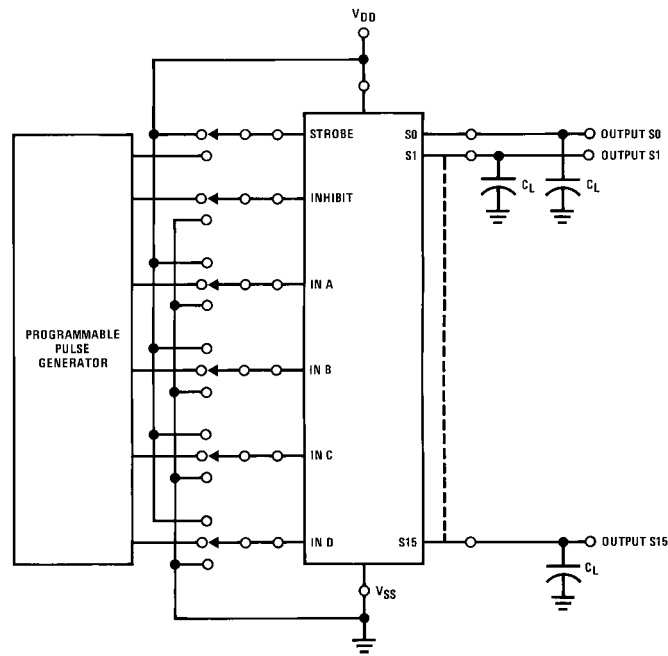 VDD
STROBE
S0
OUTPUT S0
S1
OUTPUT S1
CL
CL
INHIBIT
IN A
PROGRAMMABLE
PULSE
GENERATOR
IN B
IN C
IN D
S15
OUTPUT S15
CL
VSS